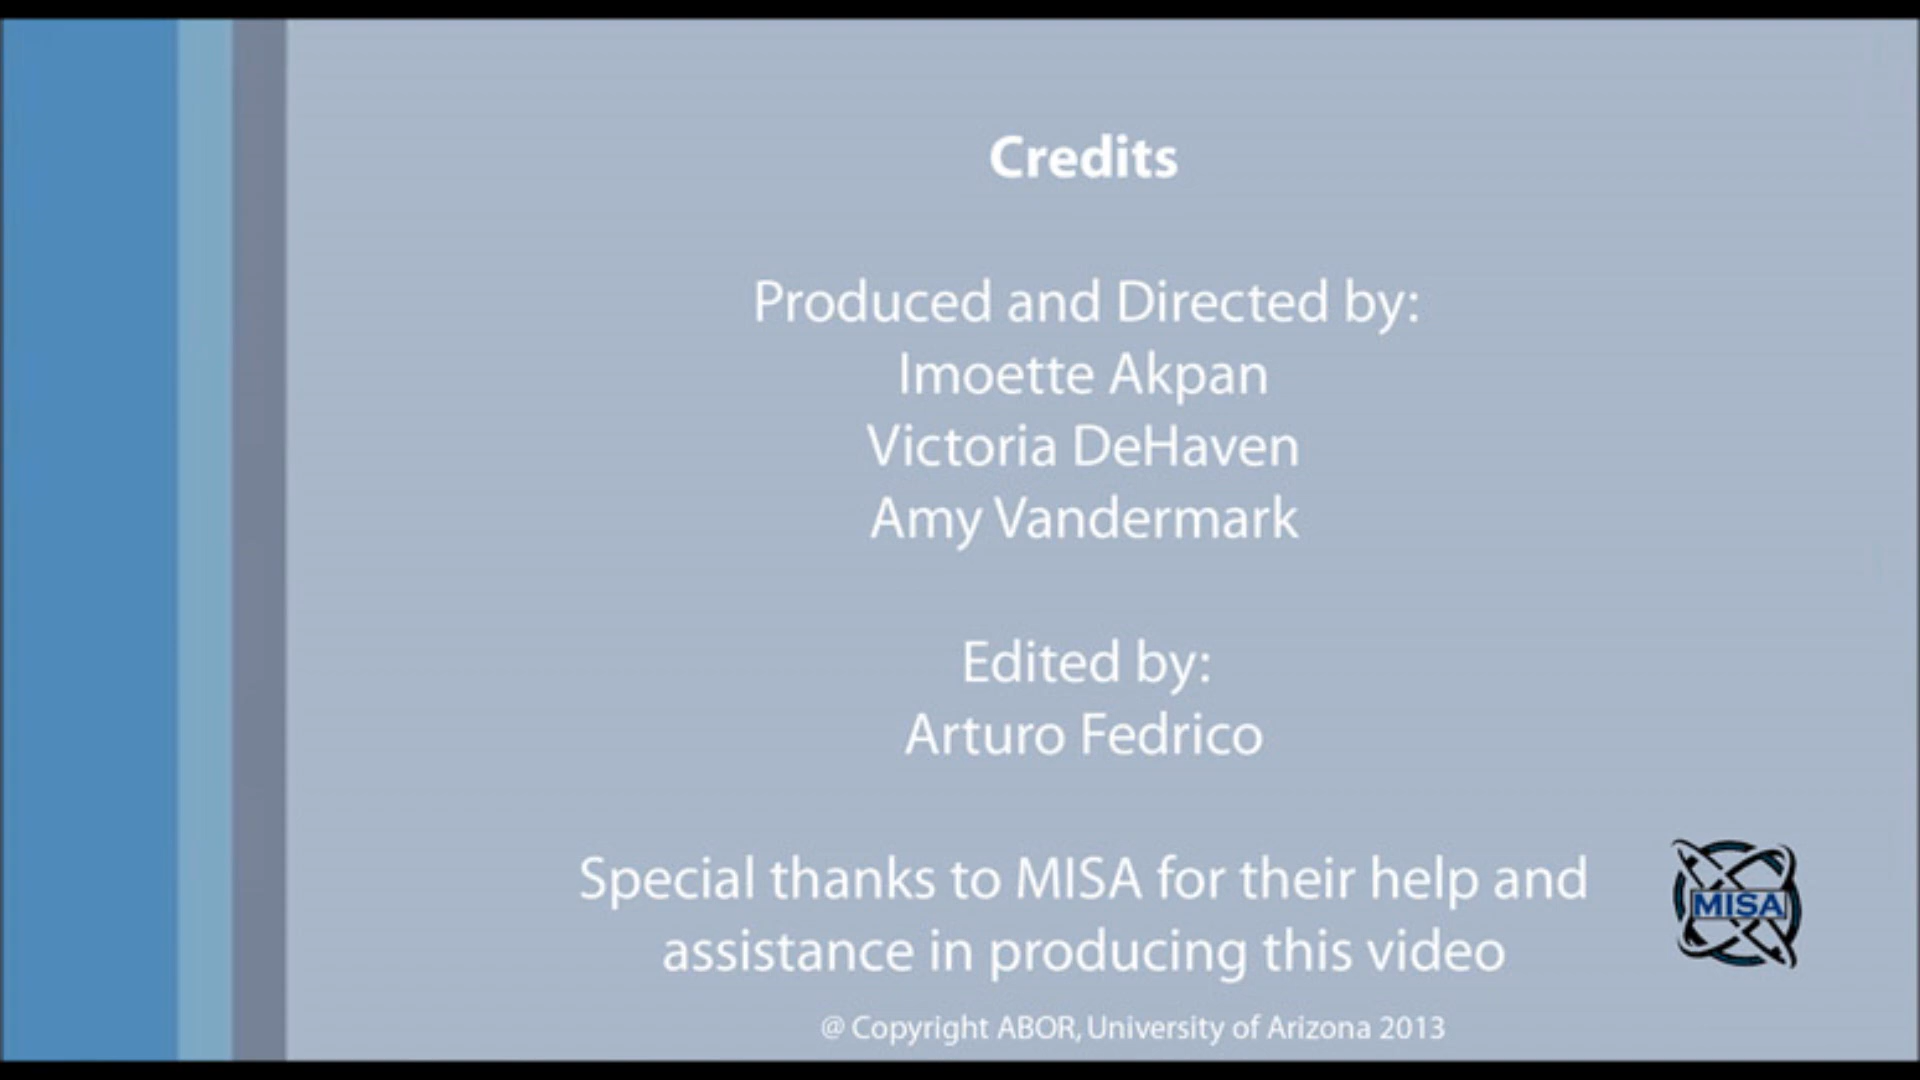 Credits
Produced and Directed by:
Imoette Akpan
Victoria DeHaven
Amy Vandermark
Edited by:
Arturo Fedrico
Special thanks to MISA for their help and
assistance in producing this video
MISA
@ Copyright ABOR, University of Arizona 2013